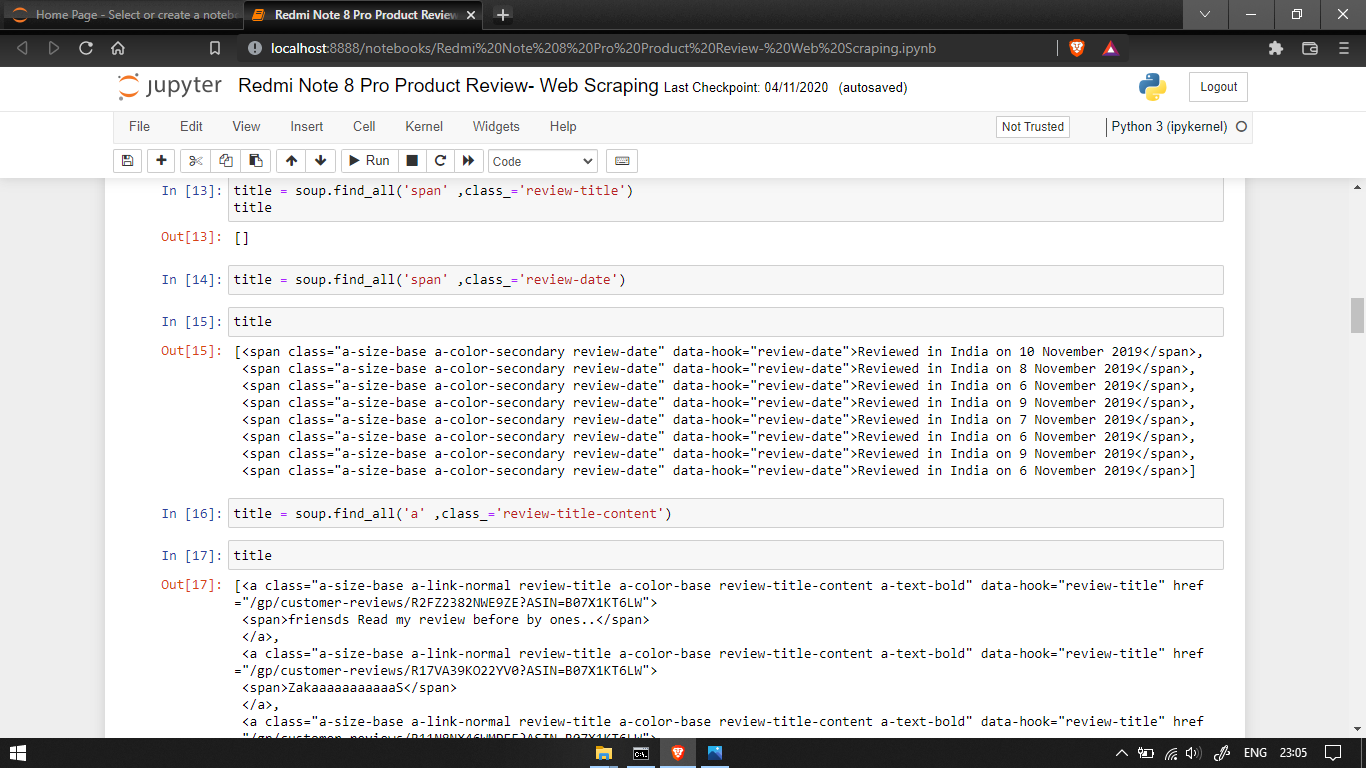 Home Page - Select or create a noteb
Redmi Note 8 Pro Product Review
localhost:8888/notebooks/Redmi%20Note%208%20Pro%20Product%20Review-%20Web%20Scraping.ipynb
jupyter Redmi Note 8 Pro Product Review- Web Scraping Last Checkpoint: 04/11/2020 (autosaved)
Logout
File Edit View Insert Cell Kernel Widgets Help
Not Trusted
Python 3 (ipykernel)
Run
Code
In [13]: title = soup.find_all('span' ,class_='review-title')
title
Out[13]: []
In [14]: title = soup.find_all('span' ,class_='review-date')
In [15]: title
Out[15]: [<span class="a-size-base a-color-secondary review-date" data-hook="review-date">Reviewed in India on 10 November 2019</span>,
<span class="a-size-base a-color-secondary review-date" data-hook="review-date">Reviewed in India on 8 November 2019</span>,
<span class="a-size-base a-color-secondary review-date" data-hook="review-date">Reviewed in India on 6 November 2019</span>,
<span class="a-size-base a-color-secondary review-date" data-hook="review-date">Reviewed in India on 9 November 2019</span>,
<span class="a-size-base a-color-secondary review-date" data-hook="review-date">Reviewed in India on 7 November 2019</span>,
<span class="a-size-base a-color-secondary review-date" data-hook="review-date">Reviewed in India on 6 November 2019</span>,
<span class="a-size-base a-color-secondary review-date" data-hook="review-date">Reviewed in India on 9 November 2019</span>,
<span class="a-size-base a-color-secondary review-date" data-hook="review-date">Reviewed in India on 6 November 2019</span>]
In [16]: title = soup.find_all('a' ,class_='review-title-content')
In [17]: title
Out[17]: [<a class="a-size-base a-link-normal review-title a-color-base review-title-content a-text-bold" data-hook="review-title" href
="/gp/customer-reviews/R2FZ2382NWE9ZE?ASIN=B07X1KT6LW">
<span>friensds Read my review before by ones..</span>
</a>,
<a class="a-size-base a-link-normal review-title a-color-base review-title-content a-text-bold" data-hook="review-title" href
="/gp/customer-reviews/R17VA39KO22YV0?ASIN=B07X1KT6LW">
<span>ZakaaaaaaaaaaaS</span>
</a>,
<a class="a-size-base a-link-normal review-title a-color-base review-title-content a-text-bold" data-hook="review-title" href
ENG 23:05